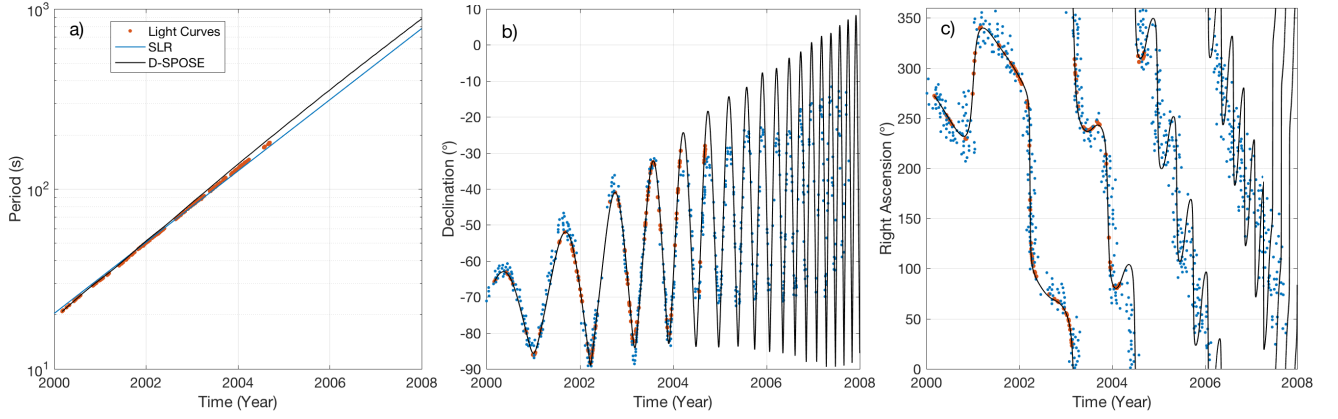 a)
Light Curves
SLR
D-SPOSE
10³
10²
10¹
Period (s)
2000 2002 2004 2006 2008
Time (Year)
b)
10
0
-10
-20
-30
-40
-50
-60
-70
-80
-90
Declination (°)
2000 2002 2004 2006 2008
Time (Year)
c)
350
300
250
200
150
100
50
0
Right Ascension (°)
2000 2002 2004 2006 2008
Time (Year)